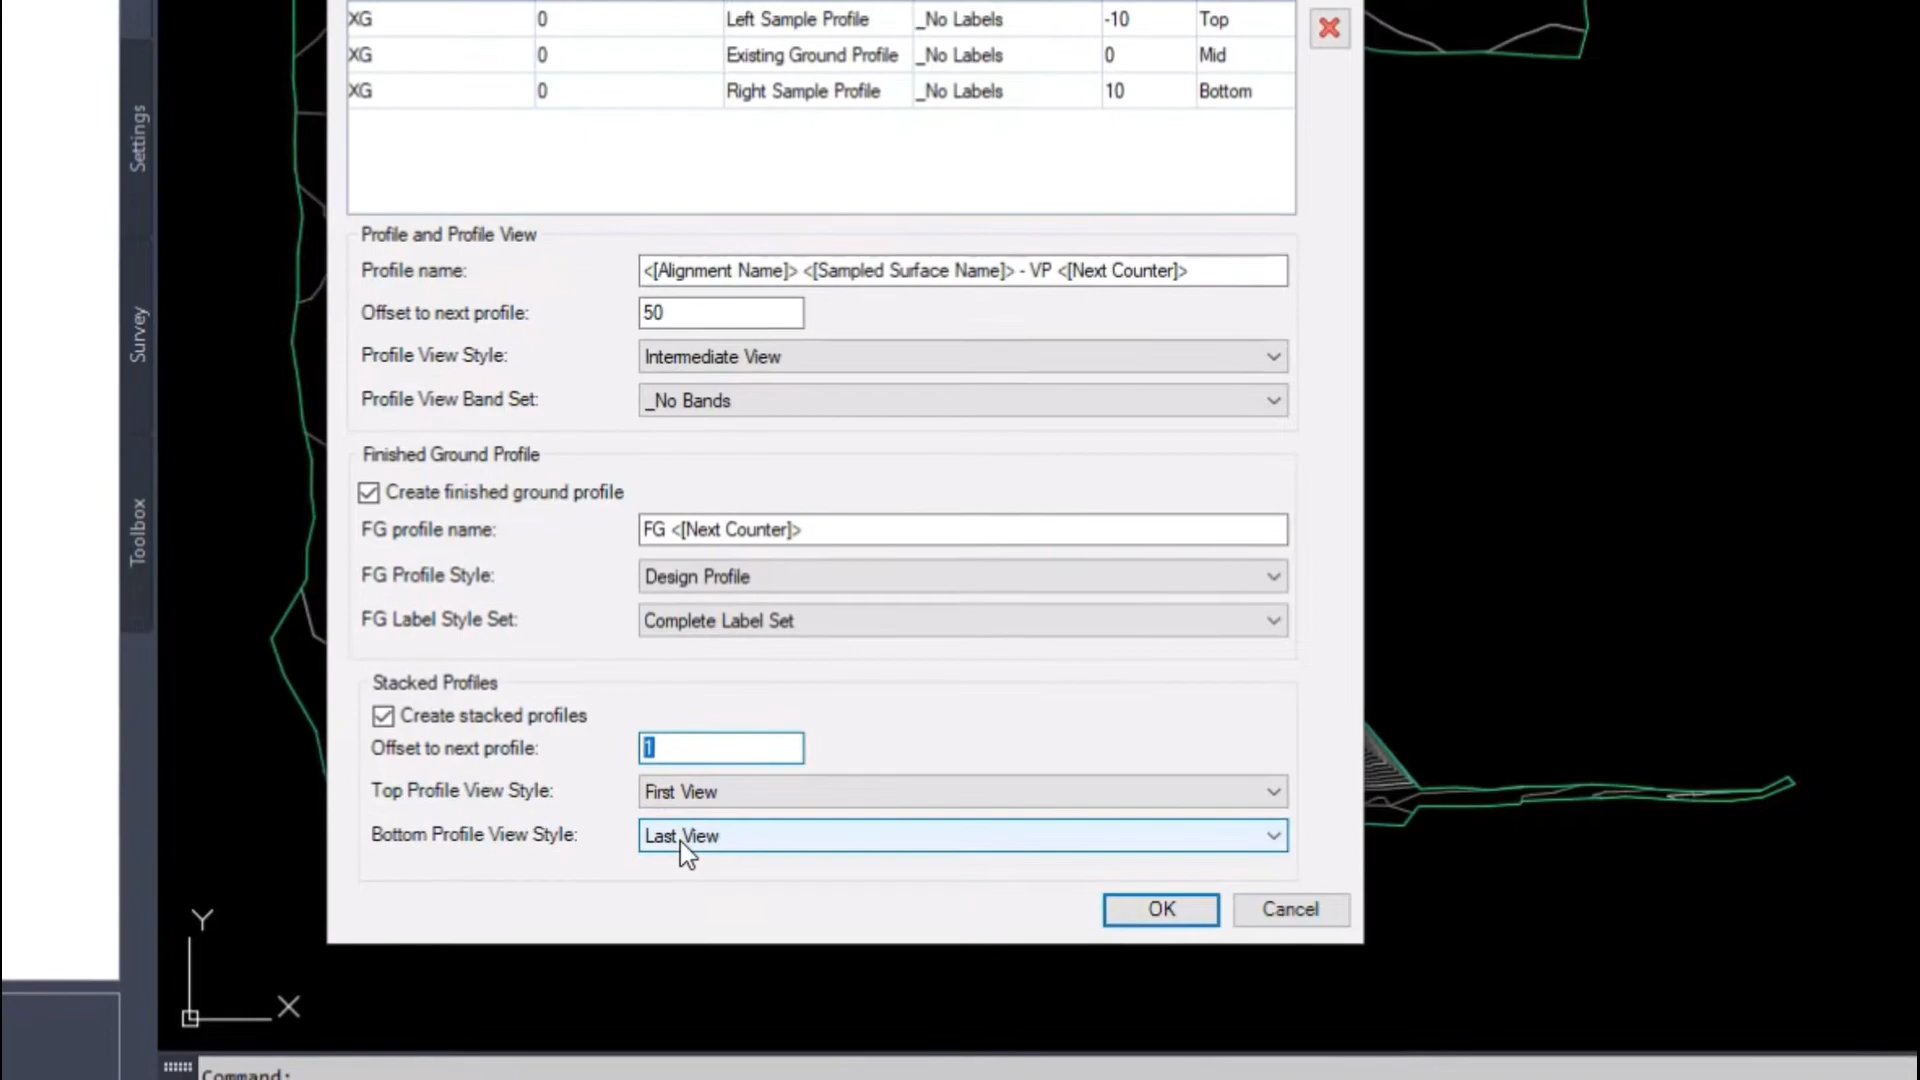 XG 0 Left Sample Profile _No Labels -10 Top
XG 0 Existing Ground Profile _No Labels 0 Mid
XG 0 Right Sample Profile _No Labels 10 Bottom
Settings
Survey
Toolbox
Profile and Profile View
Profile name: <[Alignment Name]> <[Sampled Surface Name]> - VP <[Next Counter]>
Offset to next profile: 50
Profile View Style: Intermediate View
Profile View Band Set: _No Bands
Finished Ground Profile
Create finished ground profile
FG profile name: FG <[Next Counter]>
FG Profile Style: Design Profile
FG Label Style Set: Complete Label Set
Stacked Profiles
Create stacked profiles
Offset to next profile: 1
Top Profile View Style: First View
Bottom Profile View Style: Last View
OK Cancel
Y
X
Command: